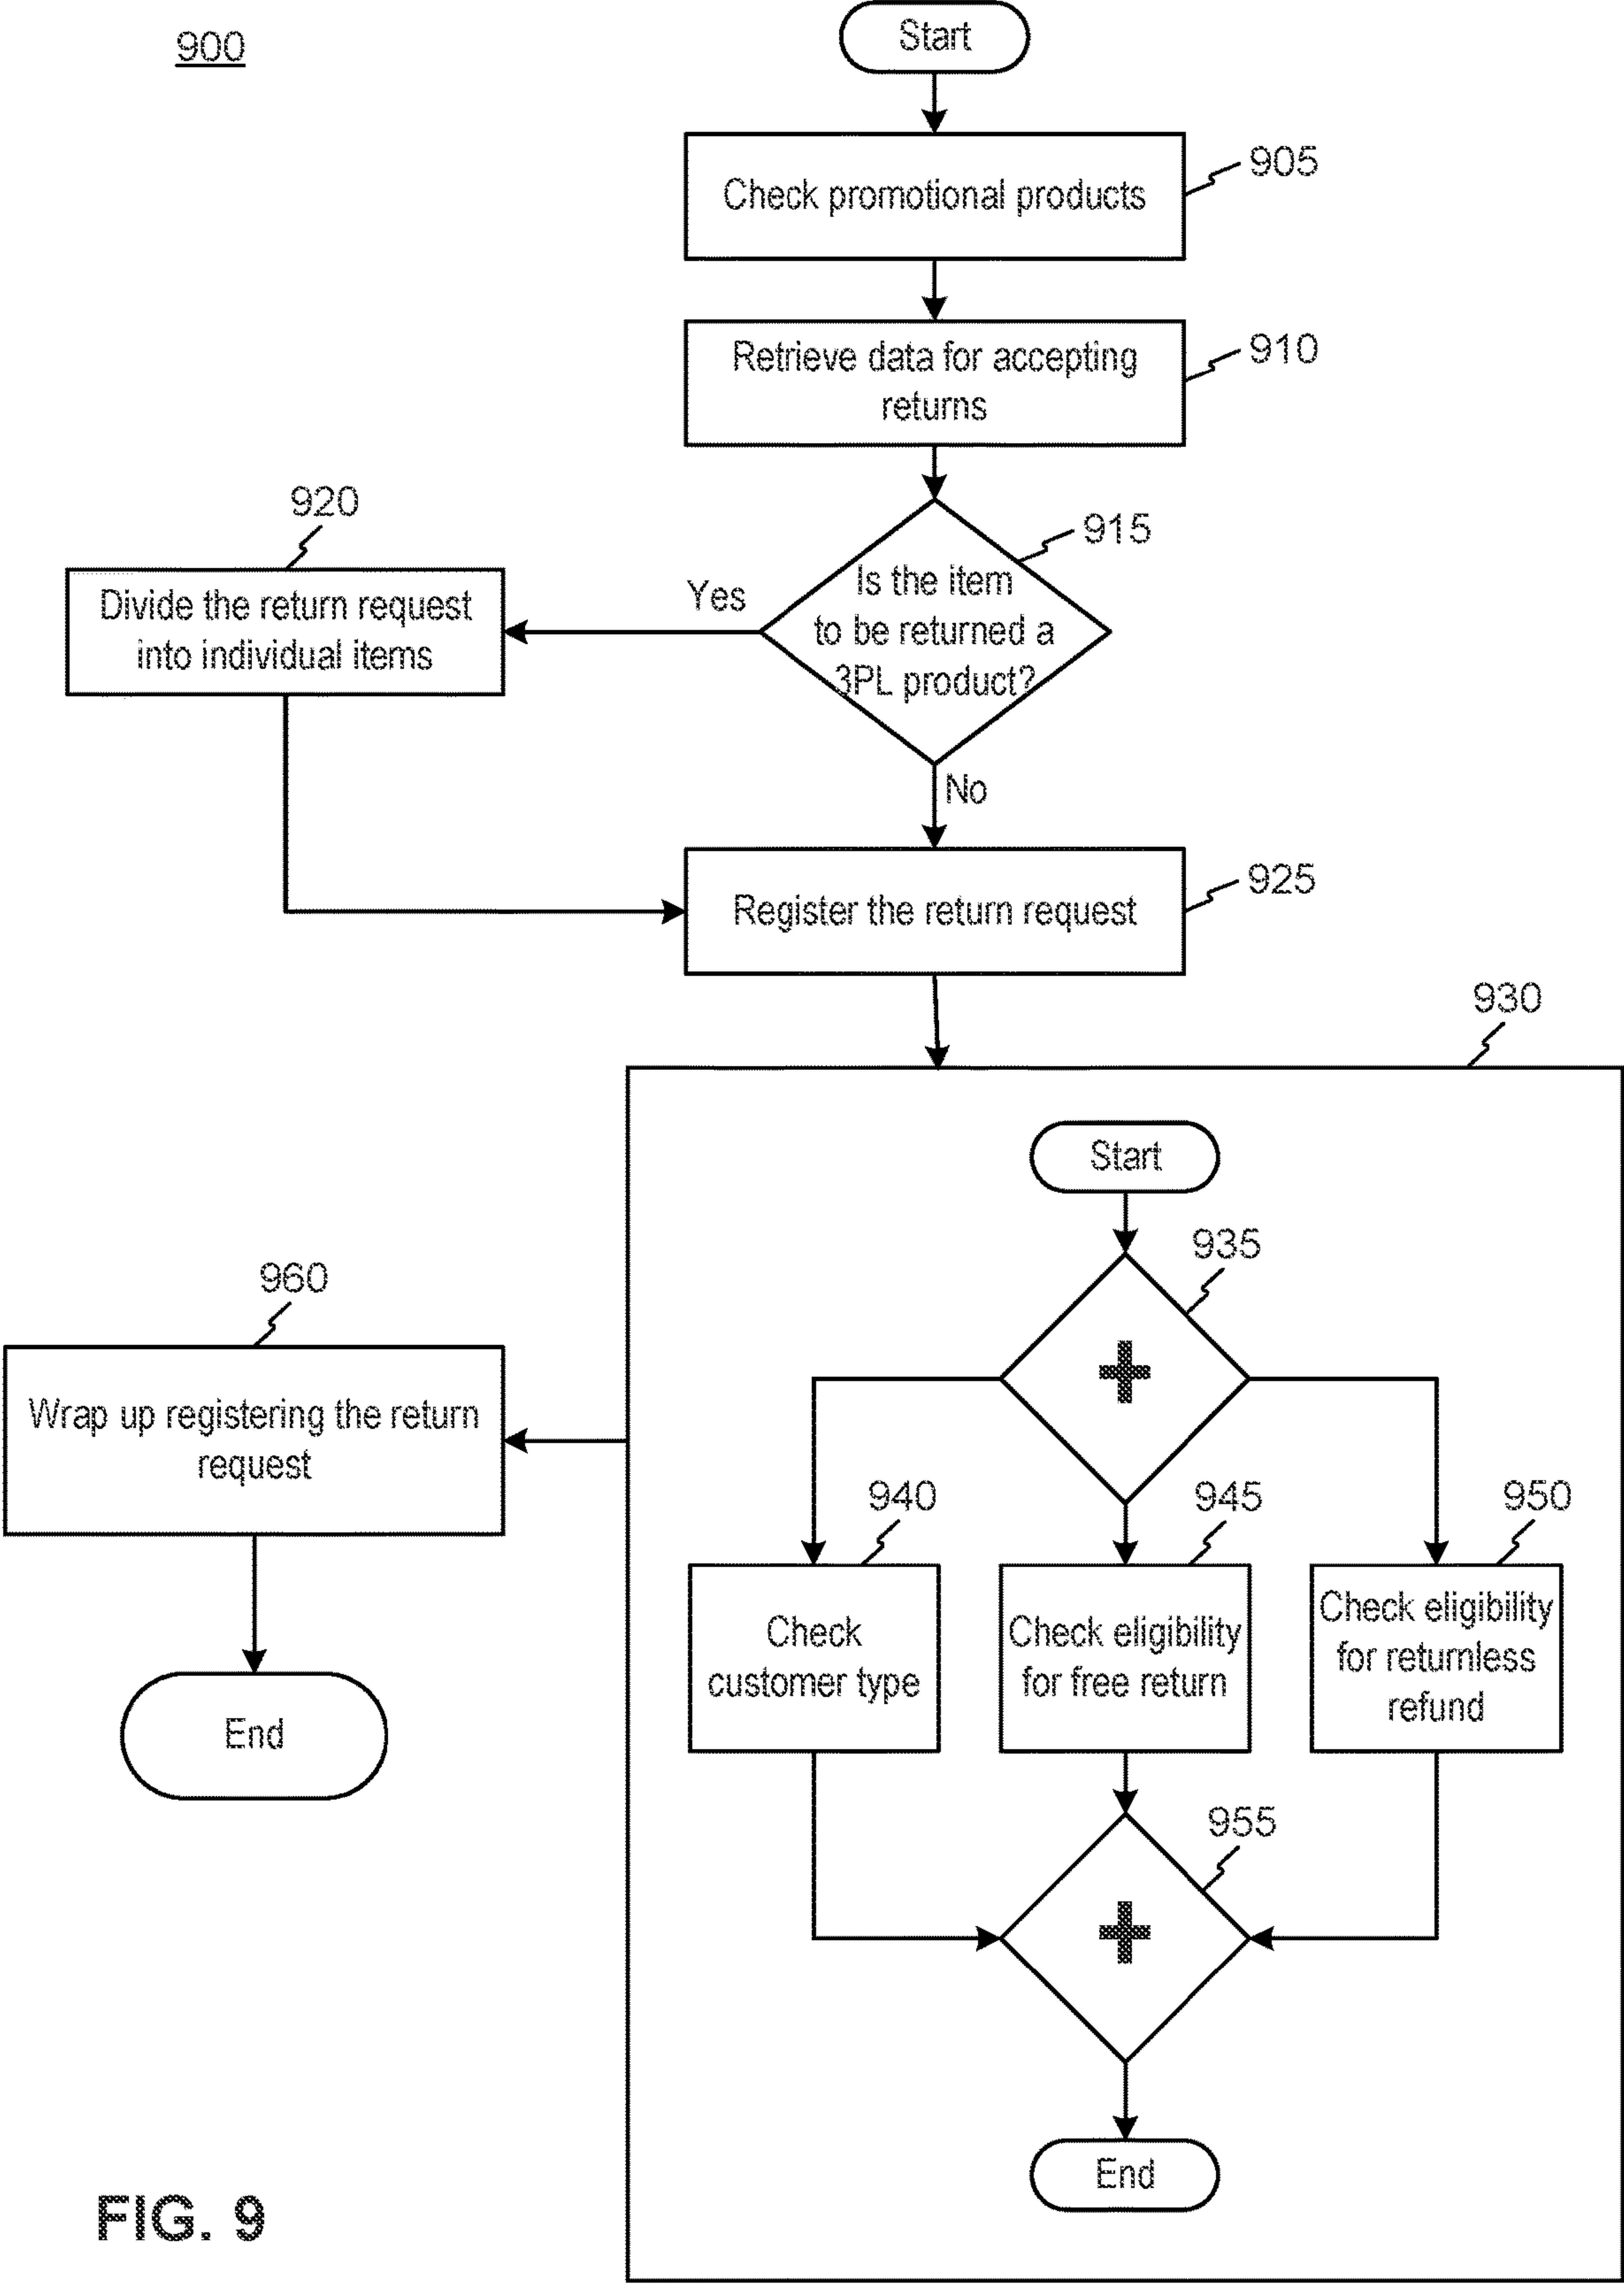 900
Start
Check promotional products
905
Retrieve data for accepting
returns
910
Is the item
to be returned a
3PL product?
915
Yes
920
Divide the return request
into individual items
No
Register the return request
925
930
Start
935
+
940
Check
customer type
945
Check eligibility
for free return
950
Check eligibility
for returnless
refund
955
+
End
960
Wrap up registering the return
request
End
FIG. 9